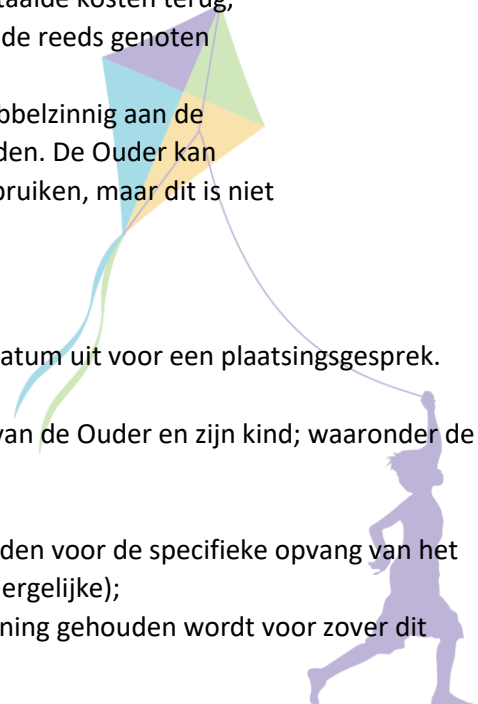 taalde kosten terug;
de reeds genoten
bbelzinnig aan de
den. De Ouder kan
bruiken, maar dit is niet
atum uit voor een plaatsingsgesprek.
van de Ouder en zijn kind; waaronder de
den voor de specifieke opvang van het
ergelijke);
ning gehouden wordt voor zover dit